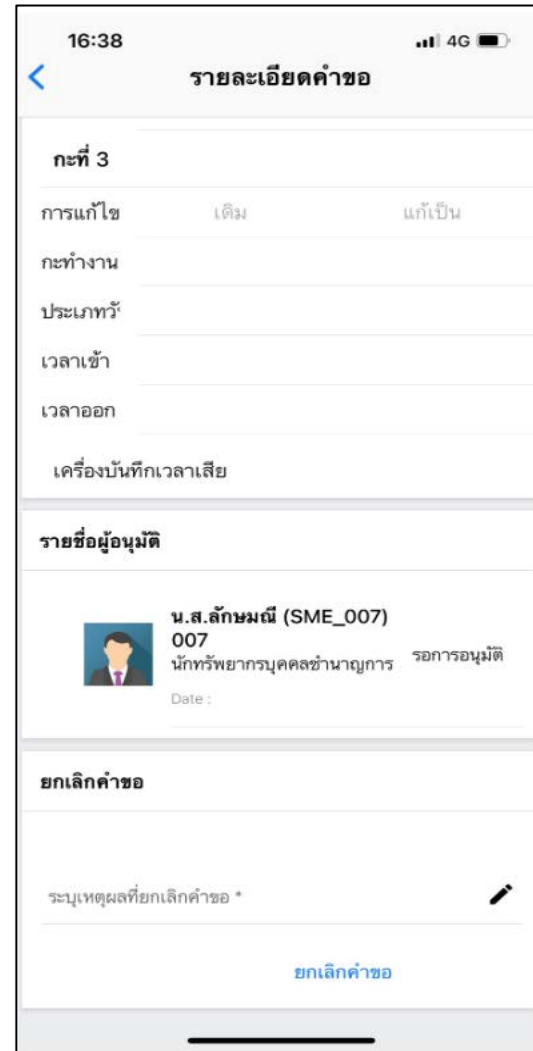 16:38 4G
รายละเอียดคำขอ
กะที่ 3
การแก้ไข เดิม แก้เป็น
กะทำงาน
ประเภทวั
เวลาเข้า
เวลาออก
เครื่องบันทึกเวลาเสีย
รายชื่อผู้อนุมัติ
น.ส.ลักษมณี (SME_007)
007
นักทรัพยากรบุคคลชำนาญการ รอการอนุมัติ
Date :
ยกเลิกคำขอ
ระบุเหตุผลที่ยกเลิกคำขอ *
ยกเลิกคำขอ